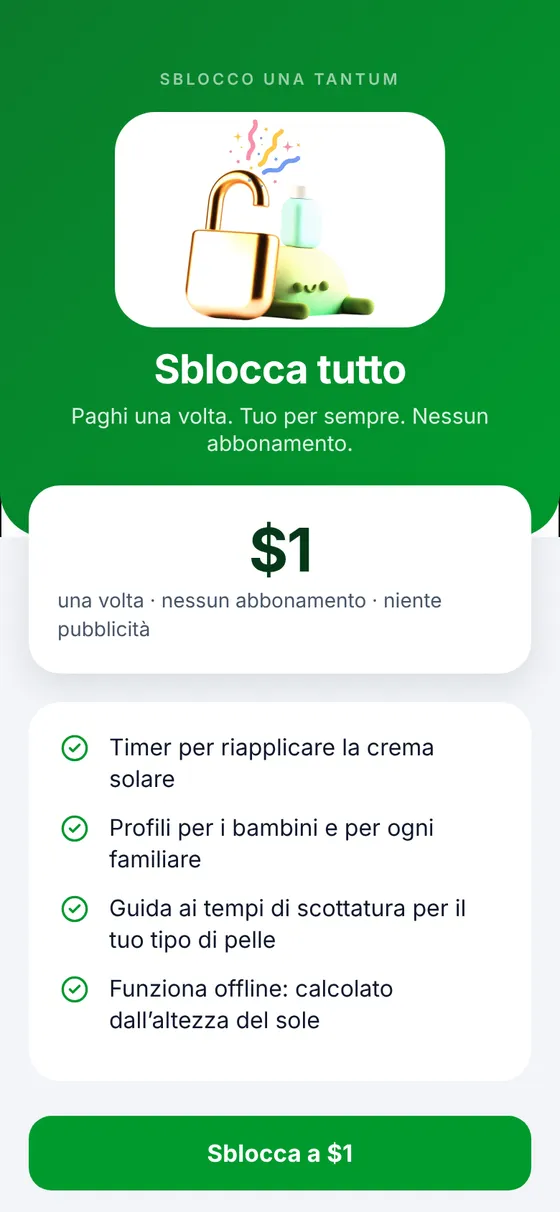 SBLOCCO UNA TANTUM
Sblocca tutto
Paghi una volta. Tuo per sempre. Nessun
abbonamento.
$1
una volta · nessun abbonamento · niente
pubblicità
Timer per riapplicare la crema
solare
Profili per i bambini e per ogni
familiare
Guida ai tempi di scottatura per il
tuo tipo di pelle
Funziona offline: calcolato
dall’altezza del sole
Sblocca a $1